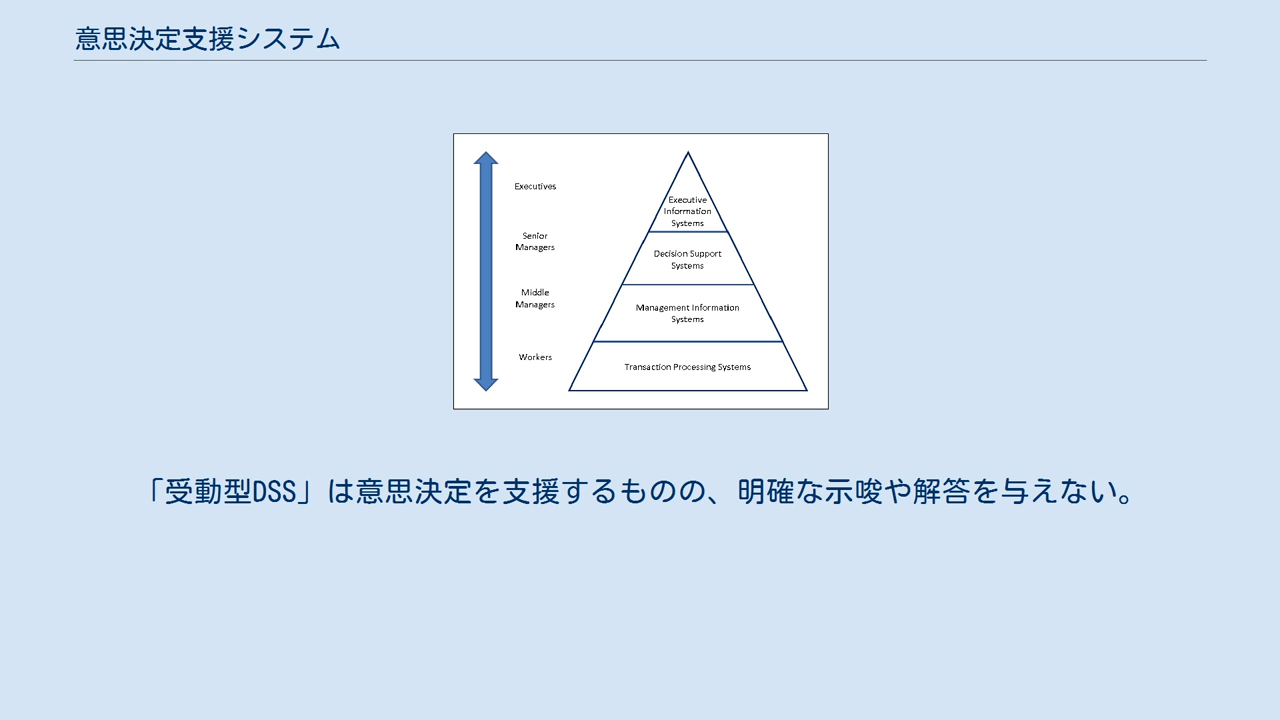 意思決定支援システム
Executives
Senior
Managers
Middle
Managers
Workers
Executive
Information
Systems
Decision Support
Systems
Management Information
Systems
Transaction Processing Systems
「受動型DSS」は意思決定を支援するものの、明確な示唆や解答を与えない。